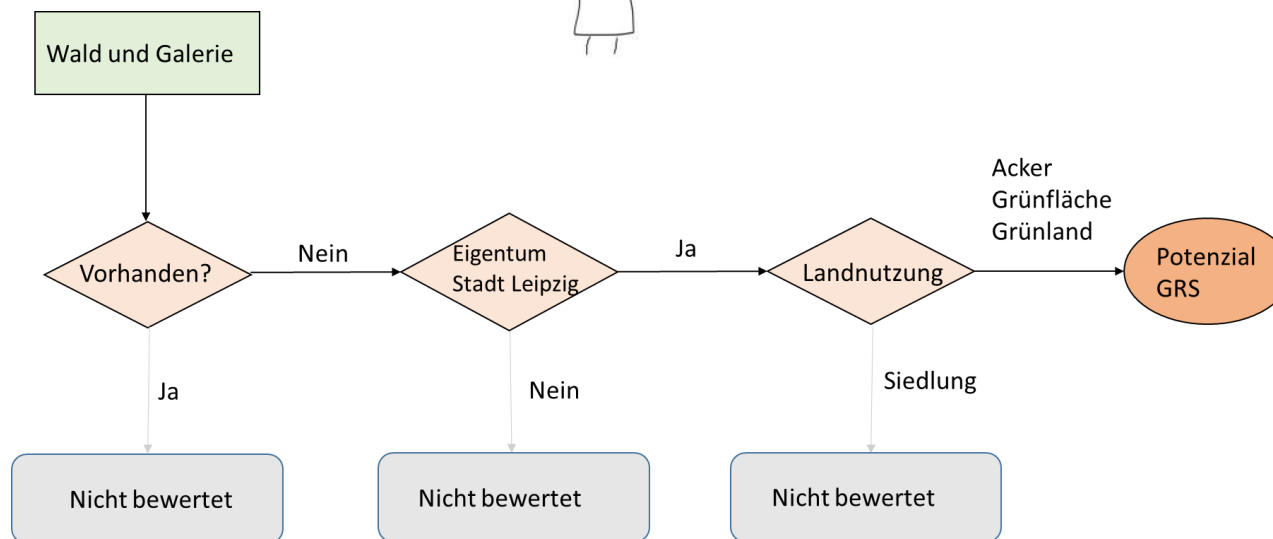 Wald und Galerie
Vorhanden?
Nein
Eigentum
Stadt Leipzig
Ja
Landnutzung
Acker
Grünfläche
Grünland
Potenzial
GRS
Ja
Nein
Siedlung
Nicht bewertet
Nicht bewertet
Nicht bewertet